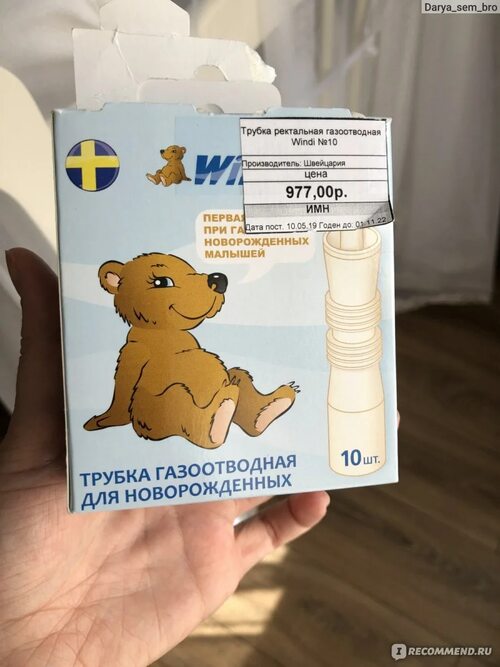 Darya_sem_bro
Трубка ректальная газоотводная
Windi №10
Производитель: Швейцария
цена
977,00р.
ИМН
Дата пост. 10.05.19 Годен до: 01.11.22
Wi
ПЕРВАЯ
ПРИ ГА
НОВОРОЖДЕННЫХ
МАЛЫШЕЙ
10 шт.
ТРУБКА ГАЗООТВОДНАЯ
ДЛЯ НОВОРОЖДЕННЫХ
IRECOMMEND.RU